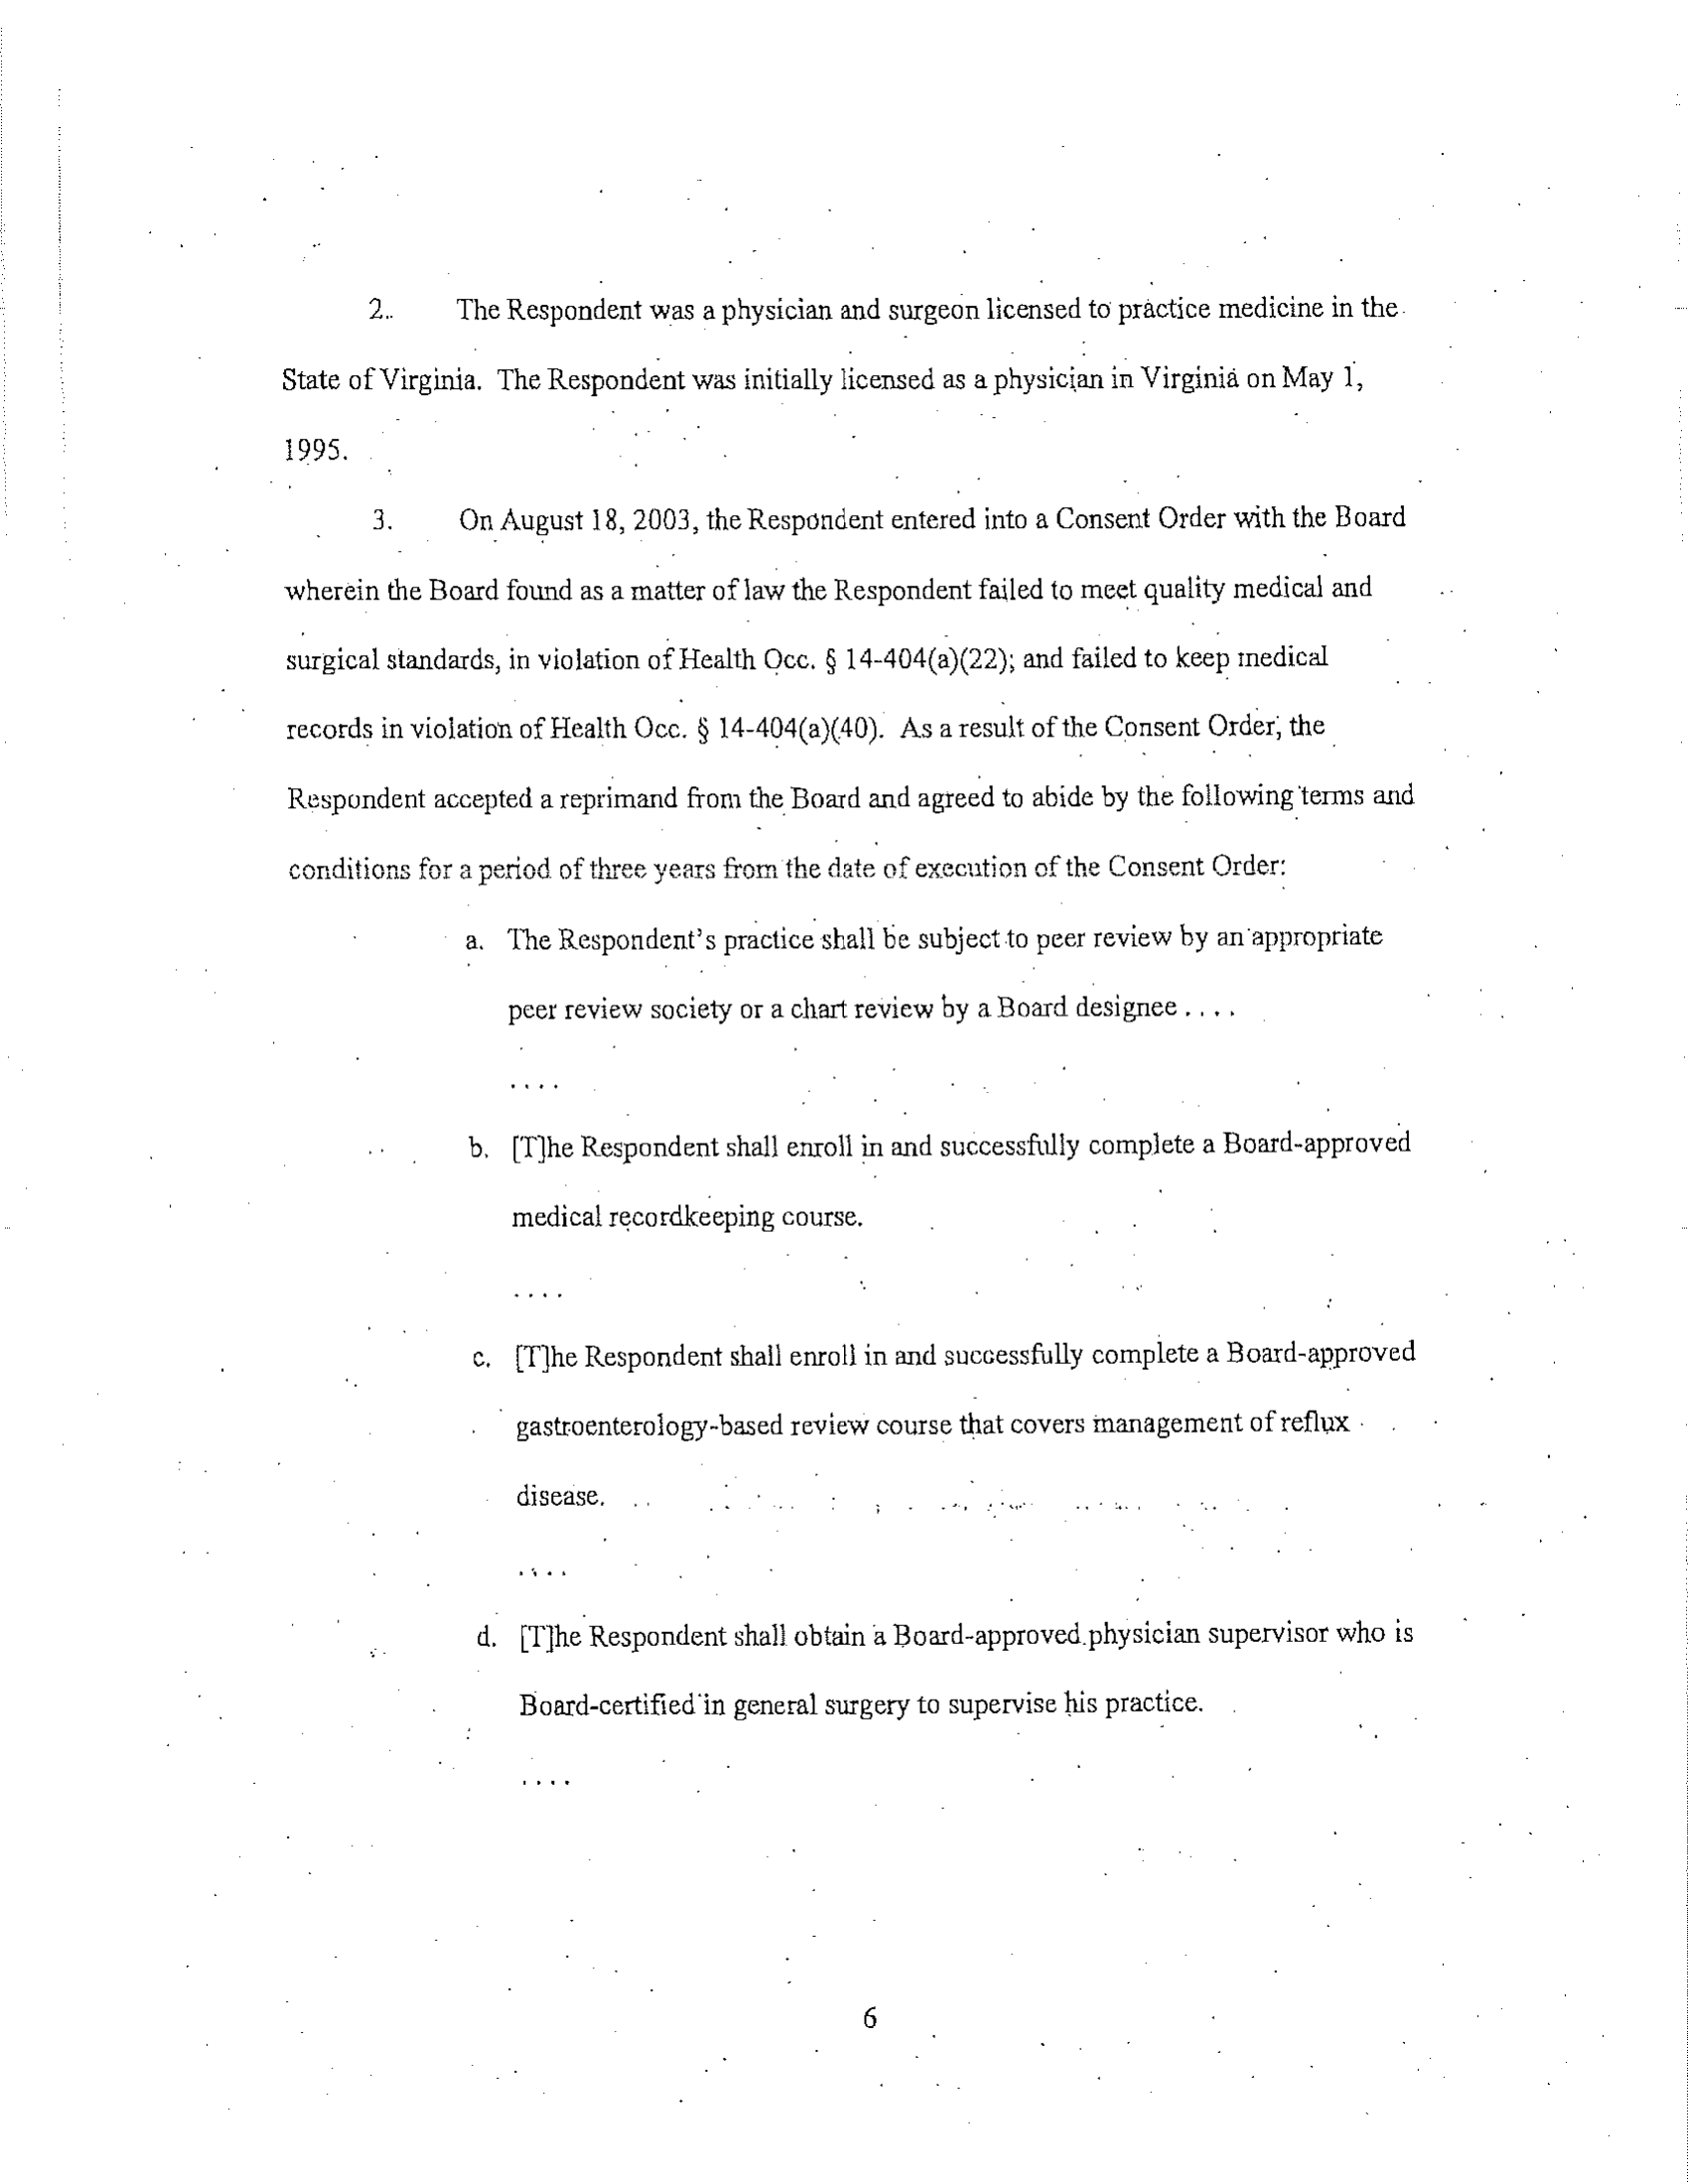 2. The Respondent was a physician and surgeon licensed to practice medicine in the
State of Virginia. The Respondent was initially licensed as a physician in Virginia on May 1,
1995.
3. On August 18, 2003, the Respondent entered into a Consent Order with the Board
wherein the Board found as a matter of law the Respondent failed to meet quality medical and
surgical standards, in violation of Health Occ. § 14-404(a)(22); and failed to keep medical
records in violation of Health Occ. § 14-404(a)(40). As a result of the Consent Order, the
Respondent accepted a reprimand from the Board and agreed to abide by the following terms and
conditions for a period of three years from the date of execution of the Consent Order:
a. The Respondent's practice shall be subject to peer review by an appropriate
peer review society or a chart review by a Board designee . . . .
. . . .
b. [T]he Respondent shall enroll in and successfully complete a Board-approved
medical recordkeeping course.
. . . .
c. [T]he Respondent shall enroll in and successfully complete a Board-approved
gastroenterology-based review course that covers management of reflux
disease.
. . . .
d. [T]he Respondent shall obtain a Board-approved physician supervisor who is
Board-certified in general surgery to supervise his practice.
. . . .
6